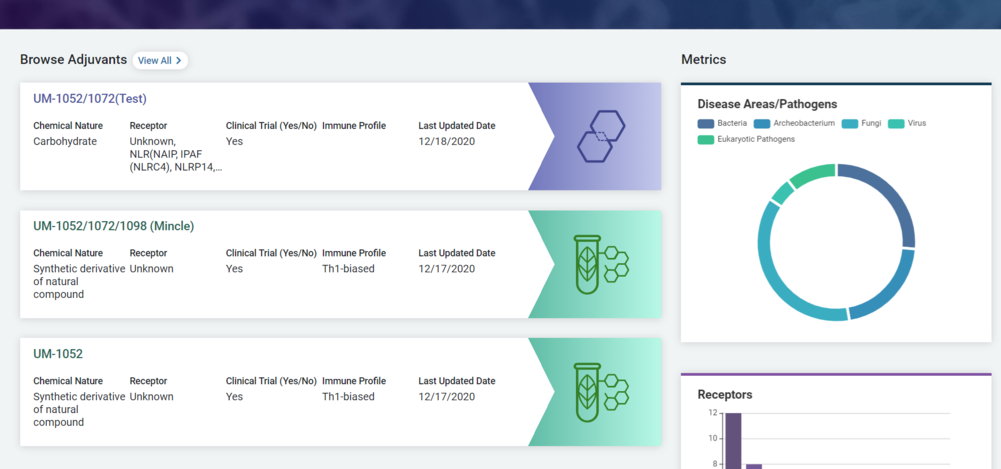 Browse Adjuvants View All
UM-1052/1072(Test)
Chemical Nature Receptor Clinical Trial (Yes/No) Immune Profile Last Updated Date
Carbohydrate Unknown, Yes 12/18/2020
NLR(NAIP, IPAF
(NLRC4), NLRP14,...
UM-1052/1072/1098 (Mincle)
Chemical Nature Receptor Clinical Trial (Yes/No) Immune Profile Last Updated Date
Synthetic derivative Unknown Yes Th1-biased 12/17/2020
of natural
compound
UM-1052
Chemical Nature Receptor Clinical Trial (Yes/No) Immune Profile Last Updated Date
Synthetic derivative Unknown Yes Th1-biased 12/17/2020
of natural
compound
Metrics
Disease Areas/Pathogens
Bacteria Archeobacterium Fungi Virus
Eukaryotic Pathogens
Receptors
12
10
8